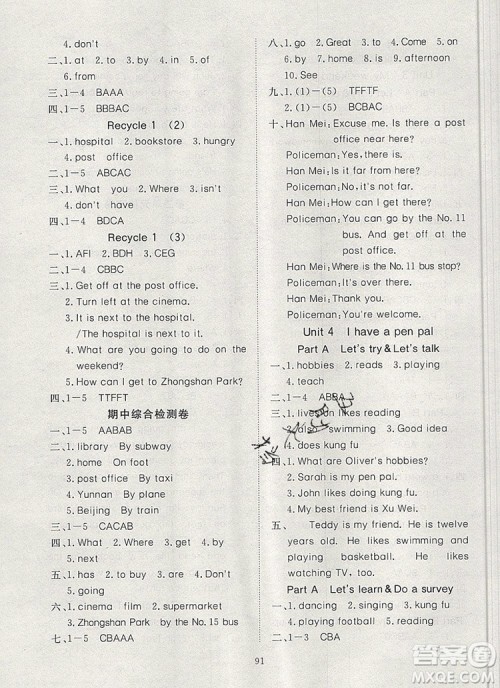 4. don't
二、1. at 2. by 3. In 4. in 5. of
6. from
三、1-4 BAAA
四、1-5 BBBAC
Recycle 1 (2)
一、1. hospital 2. bookstore 3. hungry
4. post office
二、1-5 ABCAC
三、1. What you 2. Where 3. isn't
4. don't have
四、1-4 BDCA
Recycle 1 (3)
一、1. AFI 2. BDH 3. CEG
二、1-4 CBBC
三、1. Get off at the post office.
2. Turn left at the cinema.
3. It is next to the hospital.
/The hospital is next to it.
4. What are you going to do on the
weekend?
5. How can I get to Zhongshan Park?
四、1-5 TTFFT
期中综合检测卷
一、1-5 AABAB
二、1. library By subway
2. home On foot
3. zoo By taxi
4. Yunnan By plane
5. Beijing By train
三、1-5 CACAB
四、1. What 2. Where 3. get 4. By
5. next
五、1. has 2. to buy 3. are 4. Don't
5. about
六、1. cinema film 2. supermarket
3. Zhongshan Park by the No. 15 bus
七、1-5 CBAAA
八、1. go 2. Great 3. to 4. How
5. movie 6. How 7. bus 8. on
9. from home 9. is 9. afternoon
10. See
九、1. (1)-(5) TFFTF
2. (1)-(5) BCBAC
十、Han Mei: Excuse me. Is there a post
office near here?
Policeman: Yes, there is.
Han Mei: Is it far from here?
Policeman: No, it's not far.
Han Mei: How can I get there?
Policeman: You can go by the No. 11
bus. And get off at the post
office.
Han Mei: Where is the No. 11 bus stop?
Policeman: It's over there.
Han Mei: Thank you.
Policeman: You're welcome.
Unit 4 I have a pen pal
Part A Let's try & Let's talk
一、1. hobbies 2. reads 3. playing
4. teach
二、1-4 ABBA
三、1. lives on likes reading
3. also swimming 2. Good idea
4. does kung fu
四、1. What are Oliver's hobbies?
2. Sarah is my pen pal.
3. John likes doing kung fu.
4. My best friend is Xu Wei.
五、Teddy is my friend. He is twelve
years old. He likes swimming and
playing basketball. He likes
watching TV, too.
Part A Let's learn & Do a survey
一、1. dancing 2. singing 3. kung fu
4. playing football 5. reading
二、1-3 CBA
91
答案圈
MXQE.COM